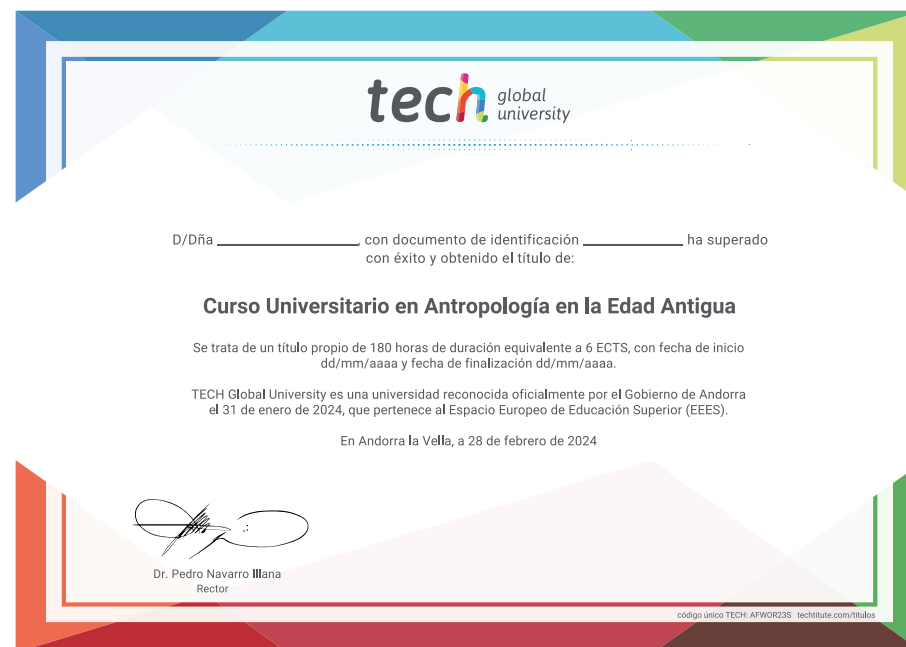 tech global
university
D/Dña ____________________, con documento de identificación ______________ ha superado
con éxito y obtenido el título de:
Curso Universitario en Antropología en la Edad Antigua
Se trata de un título propio de 180 horas de duración equivalente a 6 ECTS, con fecha de inicio
dd/mm/aaaa y fecha de finalización dd/mm/aaaa.
TECH Global University es una universidad reconocida oficialmente por el Gobierno de Andorra
el 31 de enero de 2024, que pertenece al Espacio Europeo de Educación Superior (EEES).
En Andorra la Vella, a 28 de febrero de 2024
Dr. Pedro Navarro Illana
Rector
código único TECH: AFWOR23S techtitute.com/titulos